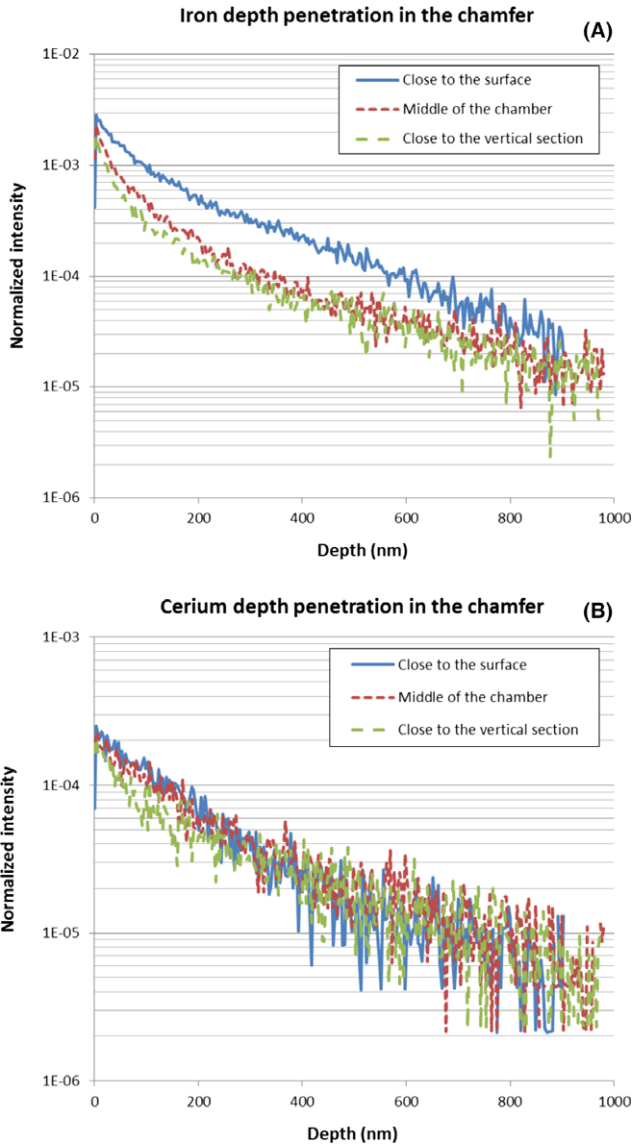 Iron depth penetration in the chamfer
(A)
1E-02
1E-03
1E-04
1E-05
1E-06
Normalized intensity
Close to the surface
Middle of the chamber
Close to the vertical section
0 200 400 600 800 1000
Depth (nm)
Cerium depth penetration in the chamfer
(B)
1E-03
1E-04
1E-05
1E-06
Normalized intensity
Close to the surface
Middle of the chamber
Close to the vertical section
0 200 400 600 800 1000
Depth (nm)